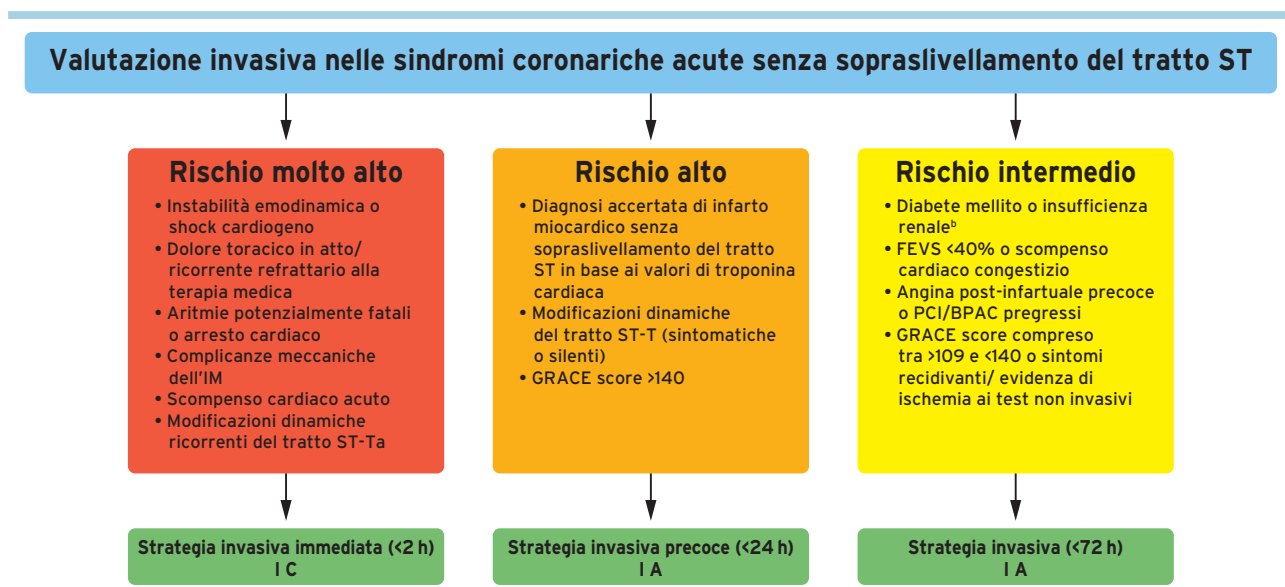 Valutazione invasiva nelle sindromi coronariche acute senza sopraslivellamento del tratto ST
Rischio molto alto
• Instabilità emodinamica o
shock cardiogeno
• Dolore toracico in atto/
ricorrente refrattario alla
terapia medica
• Aritmie potenzialmente fatali
o arresto cardiaco
• Complicanze meccaniche
dell'IM
• Scompenso cardiaco acuto
• Modificazioni dinamiche
ricorrenti del tratto ST-Ta
Strategia invasiva immediata (<2 h)
I C
Rischio alto
• Diagnosi accertata di infarto
miocardico senza
sopraslivellamento del tratto
ST in base ai valori di troponina
cardiaca
• Modificazioni dinamiche
del tratto ST-T (sintomatiche
o silenti)
• GRACE score >140
Strategia invasiva precoce (<24 h)
I A
Rischio intermedio
• Diabete mellito o insufficienza
renaleᵇ
• FEVS <40% o scompenso
cardiaco congestizio
• Angina post-infartuale precoce
o PCI/BPAC pregressi
• GRACE score compreso
tra >109 e <140 o sintomi
recidivanti/ evidenza di
ischemia ai test non invasivi
Strategia invasiva (<72 h)
I A